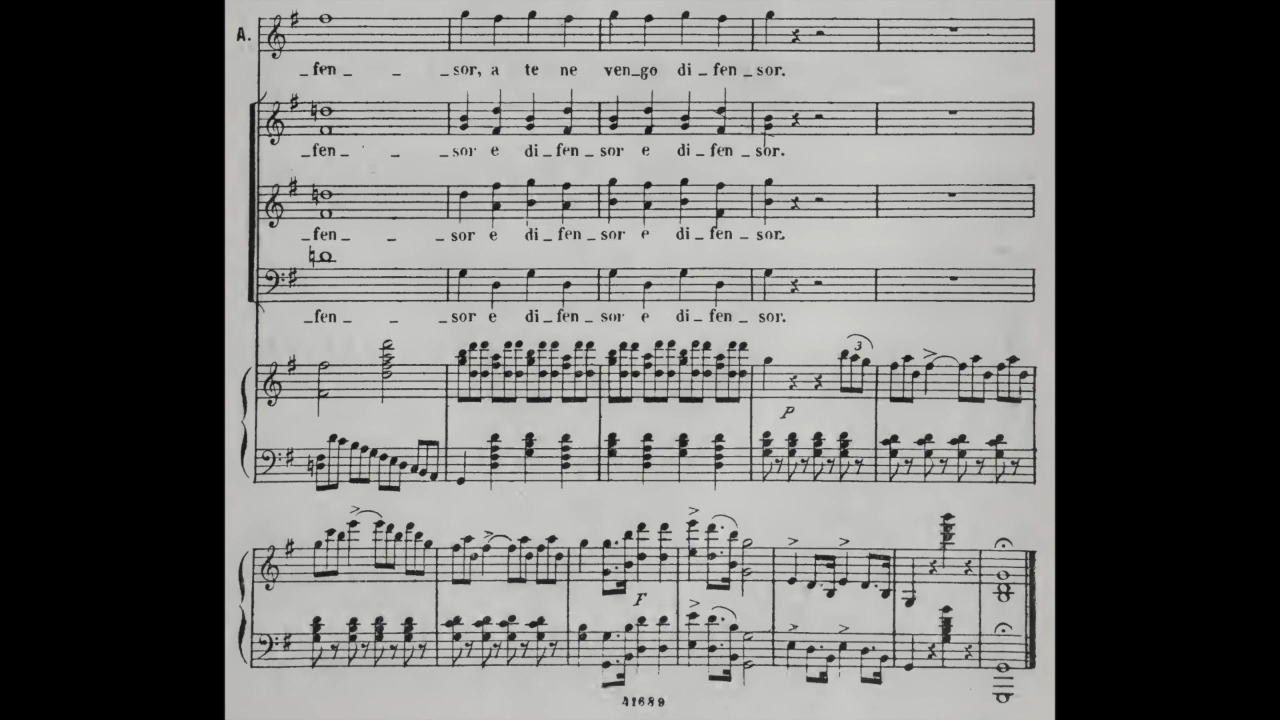 A.
_fen_ _ _ sor, a te ne ven_go di_fen_sor.
_fen_ _ _ sor e di_fen_sor e di_fen_sor.
_fen_ _ _ sor e di_fen_sor e di_fen_sor.
_fen_ _ _ sor e di_fen_sor e di_fen_sor.
3
P
F
41689